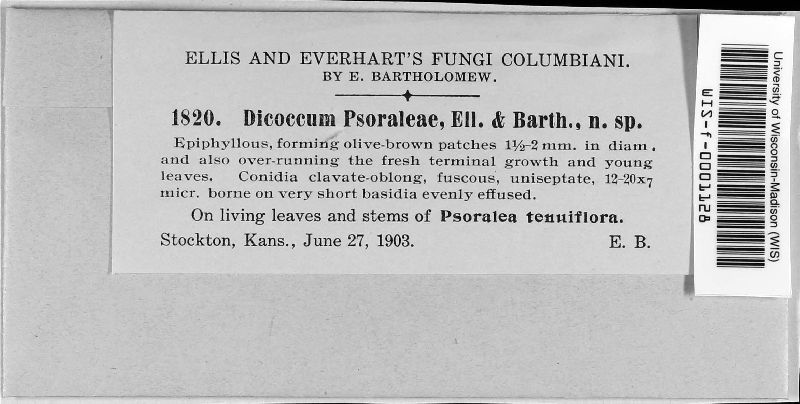 ELLIS AND EVERHART'S FUNGI COLUMBIANI.
BY E. BARTHOLOMEW.
1820. Dicoccum Psoraleae, Ell. & Barth., n. sp.
Epiphyllous, forming olive-brown patches 1½-2 mm. in diam.
and also over-running the fresh terminal growth and young
leaves. Conidia clavate-oblong, fuscous, uniseptate, 12-20x7
micr. borne on very short basidia evenly effused.
On living leaves and stems of Psoralea tenuiflora.
Stockton, Kans., June 27, 1903. E. B.
University of Wisconsin-Madison (WIS)
WIS-f-0001128